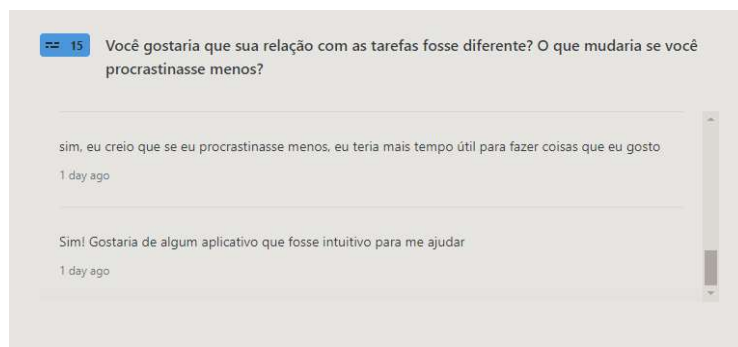 15
Você gostaria que sua relação com as tarefas fosse diferente? O que mudaria se você
procrastinasse menos?
sim, eu creio que se eu procrastinasse menos, eu teria mais tempo útil para fazer coisas que eu gosto
1 day ago
Sim! Gostaria de algum aplicativo que fosse intuitivo para me ajudar
1 day ago